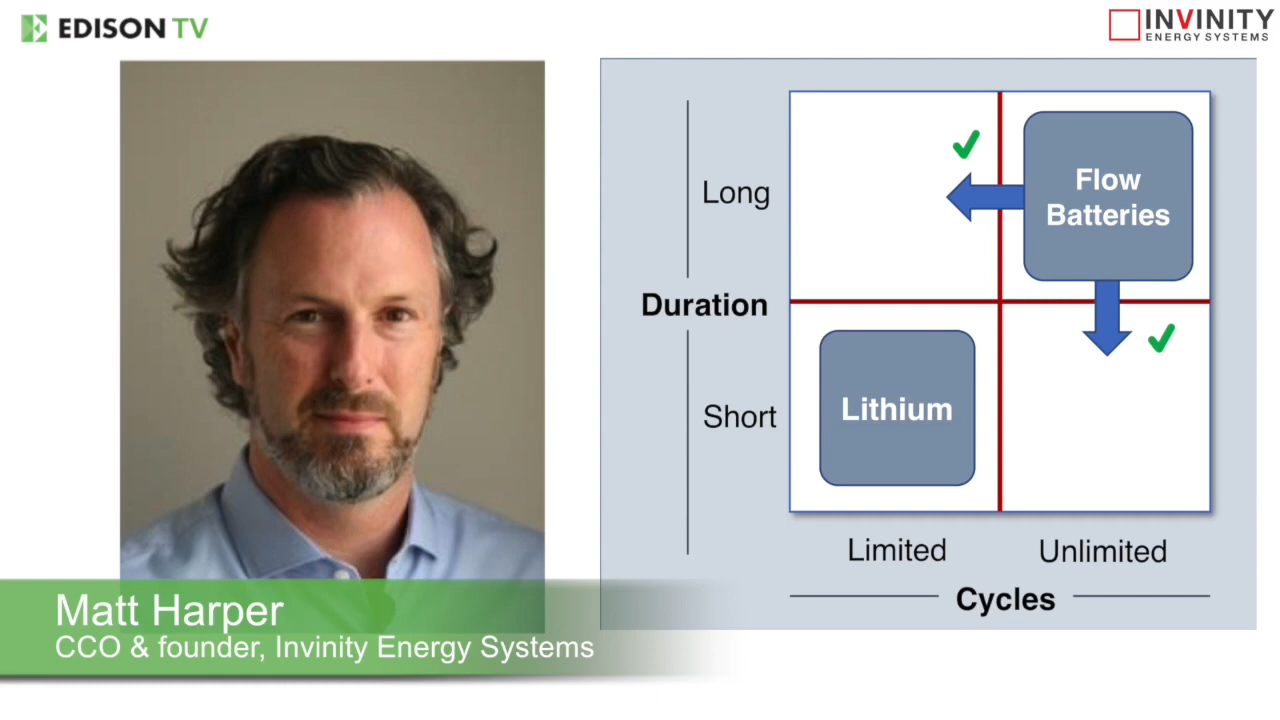 EDISON TV
INVINITY
ENERGY SYSTEMS
Flow
Batteries
Long
Duration
Lithium
Short
Limited
Unlimited
Cycles
Matt Harper
CCO & founder, Invinity Energy Systems